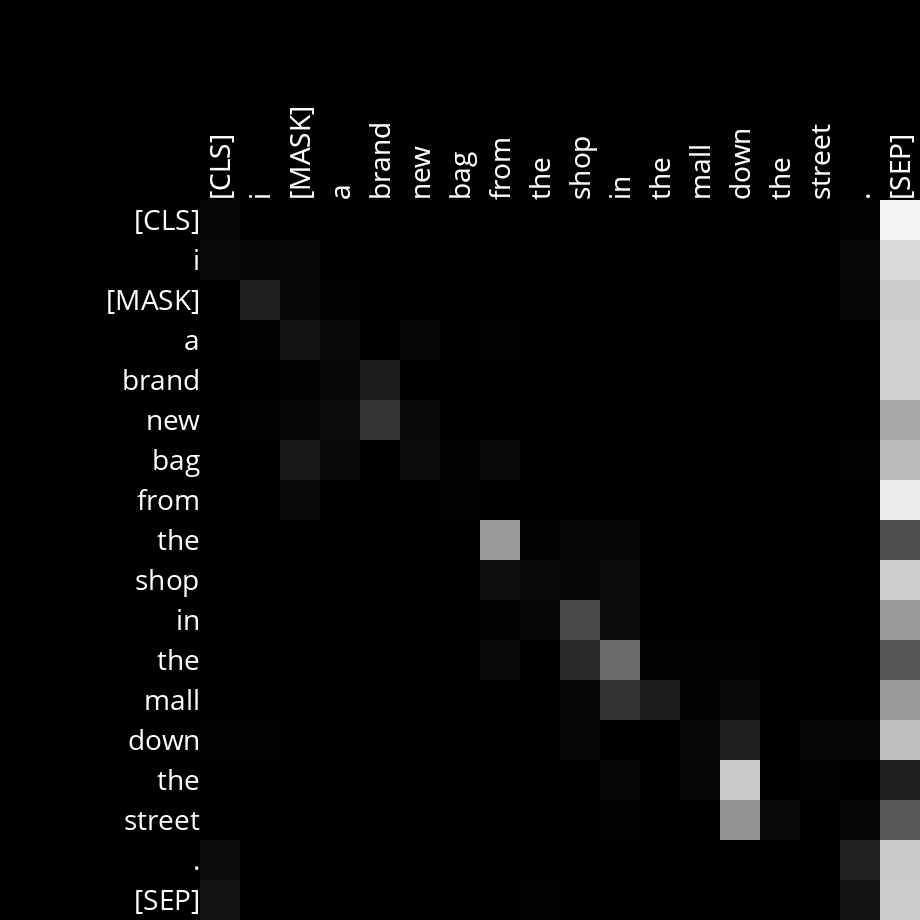 [CLS] i [MASK] a brand new bag from the shop in the mall down the street . [SEP]
[CLS]
i
[MASK]
a
brand
new
bag
from
the
shop
in
the
mall
down
the
street
.
[SEP]